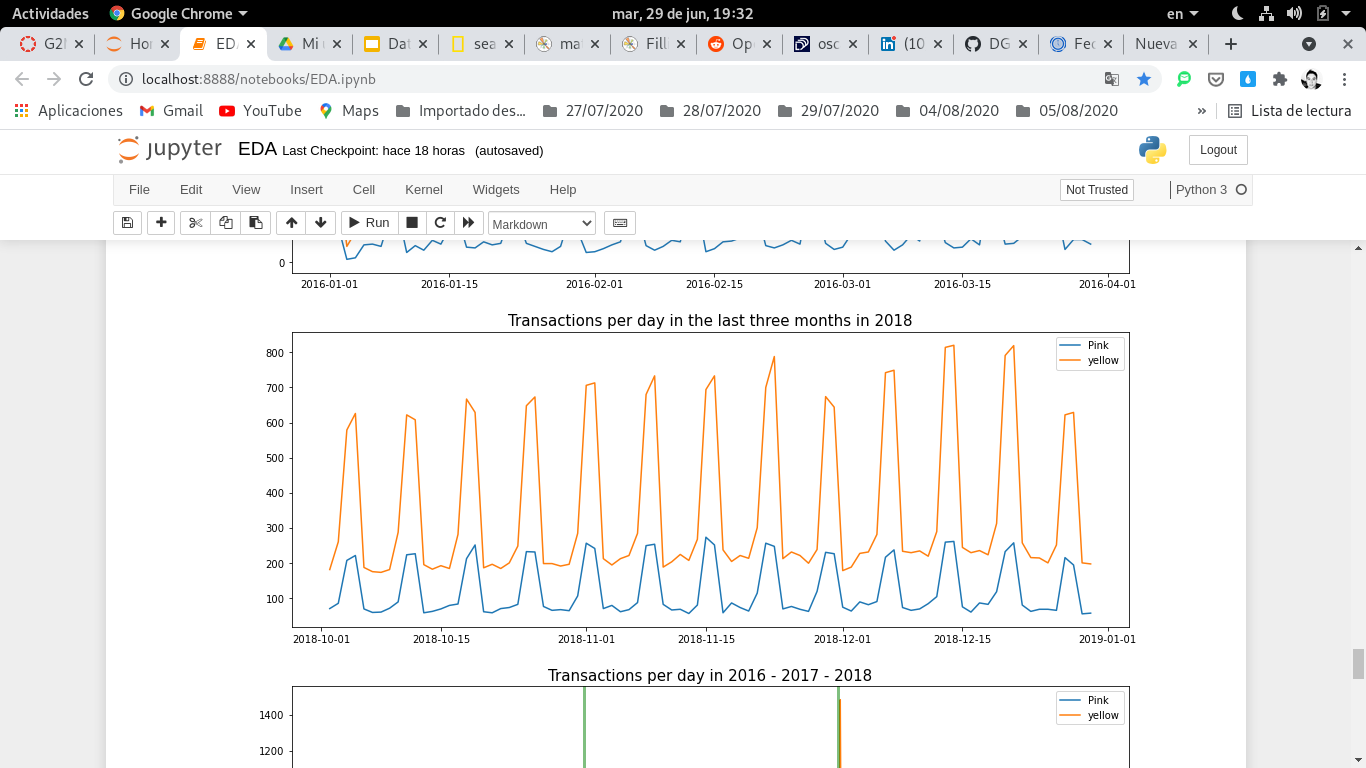 Actividades Google Chrome mar, 29 de jun, 19:32 en
G2N Hor EDA Mi u Dat sea ma Filli Op osc (10 DG Fec Nueva
localhost:8888/notebooks/EDA.ipynb
Aplicaciones Gmail YouTube Maps Importado des... 27/07/2020 28/07/2020 29/07/2020 04/08/2020 05/08/2020 » Lista de lectura
jupyter EDA Last Checkpoint: hace 18 horas (autosaved) Logout
File Edit View Insert Cell Kernel Widgets Help Not Trusted Python 3
Run Markdown
0
2016-01-01 2016-01-15 2016-02-01 2016-02-15 2016-03-01 2016-03-15 2016-04-01
Transactions per day in the last three months in 2018
Pink
yellow
800
700
600
500
400
300
200
100
2018-10-01 2018-10-15 2018-11-01 2018-11-15 2018-12-01 2018-12-15 2019-01-01
Transactions per day in 2016 - 2017 - 2018
Pink
yellow
1400
1200